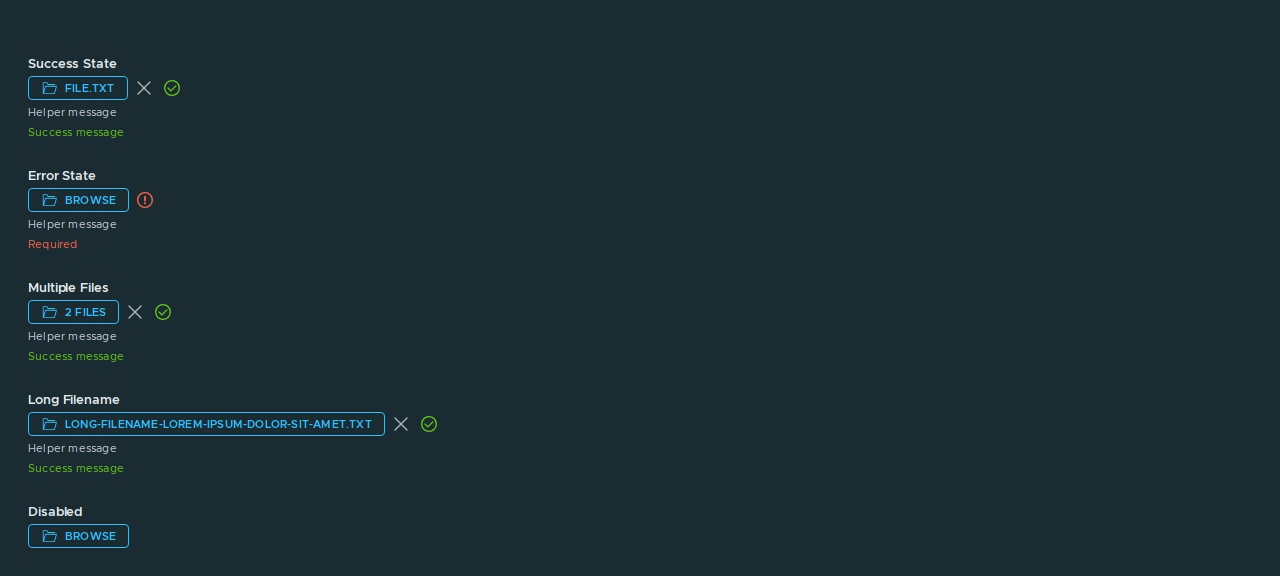 Success State
FILE.TXT
Helper message
Success message
Error State
BROWSE
Helper message
Required
Multiple Files
2 FILES
Helper message
Success message
Long Filename
LONG-FILENAME-LOREM-IPSUM-DOLOR-SIT-AMET.TXT
Helper message
Success message
Disabled
BROWSE